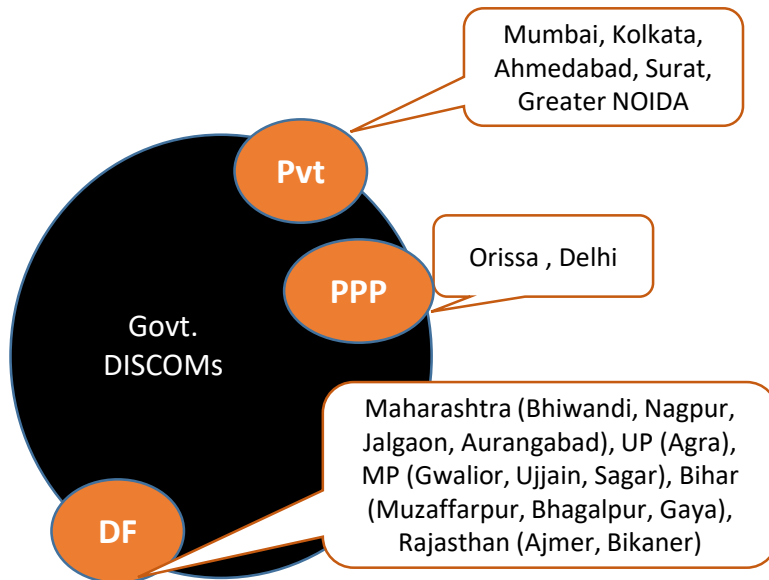 Mumbai, Kolkata,
Ahmedabad, Surat,
Greater NOIDA
Pvt
Orissa , Delhi
PPP
Govt.
DISCOMs
Maharashtra (Bhiwandi, Nagpur,
Jalgaon, Aurangabad), UP (Agra),
MP (Gwalior, Ujjain, Sagar), Bihar
(Muzaffarpur, Bhagalpur, Gaya),
Rajasthan (Ajmer, Bikaner)
DF